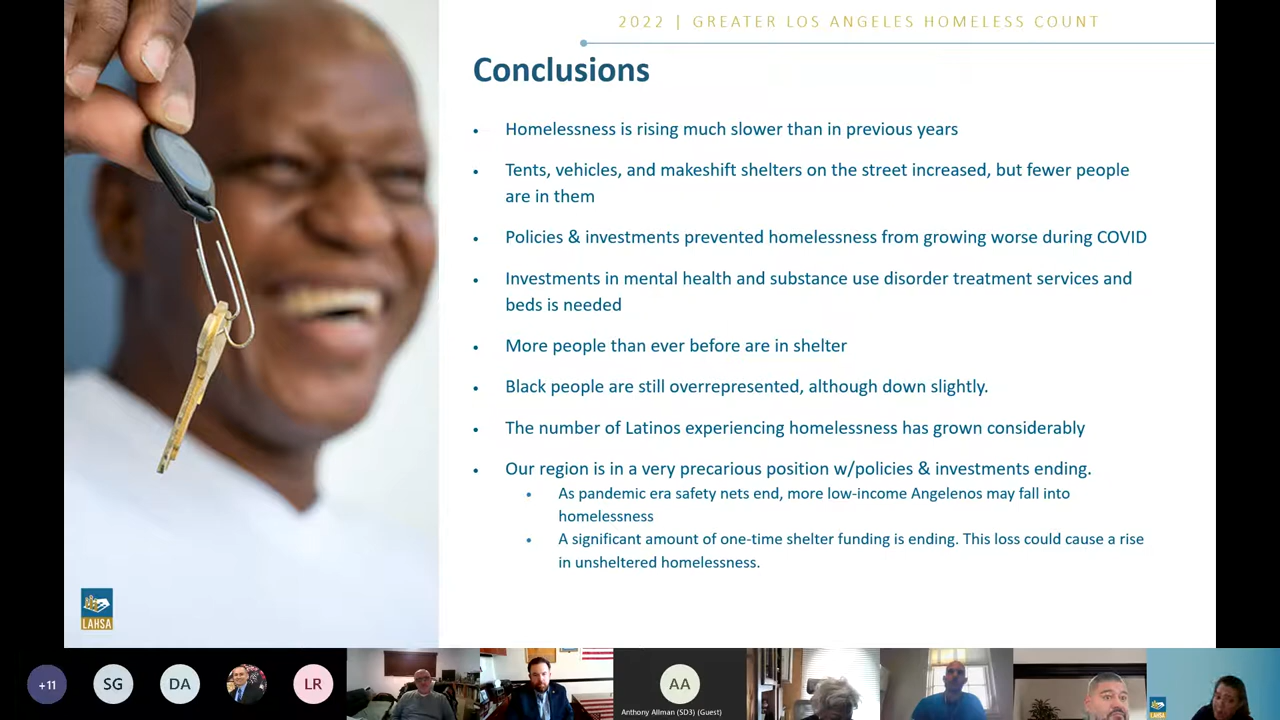 2022 | GREATER LOS ANGELES HOMELESS COUNT
Conclusions
• Homelessness is rising much slower than in previous years
• Tents, vehicles, and makeshift shelters on the street increased, but fewer people
are in them
• Policies & investments prevented homelessness from growing worse during COVID
• Investments in mental health and substance use disorder treatment services and
beds is needed
• More people than ever before are in shelter
• Black people are still overrepresented, although down slightly.
• The number of Latinos experiencing homelessness has grown considerably
• Our region is in a very precarious position w/policies & investments ending.
• As pandemic era safety nets end, more low-income Angelenos may fall into
homelessness
• A significant amount of one-time shelter funding is ending. This loss could cause a rise
in unsheltered homelessness.
LAHSA
+11
SG
DA
LR
AA
Anthony Allman (SD3) (Guest)
LAHSA